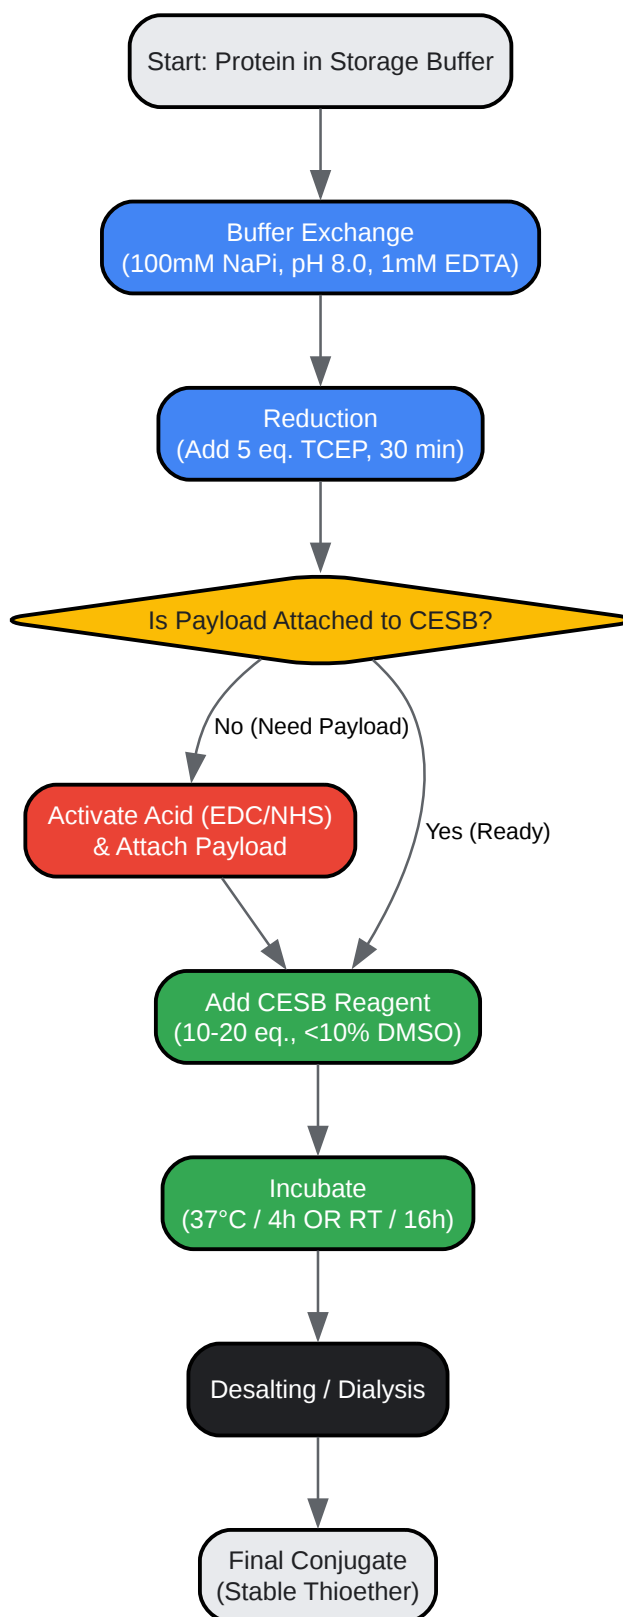 Start: Protein in Storage Buffer
Buffer Exchange
(100mM NaPi, pH 8.0, 1mM EDTA)
Reduction
(Add 5 eq. TCEP, 30 min)
Is Payload Attached to CESB?
No (Need Payload)
Yes (Ready)
Activate Acid (EDC/NHS)
& Attach Payload
Add CESB Reagent
(10-20 eq., <10% DMSO)
Incubate
(37°C / 4h OR RT / 16h)
Desalting / Dialysis
Final Conjugate
(Stable Thioether)